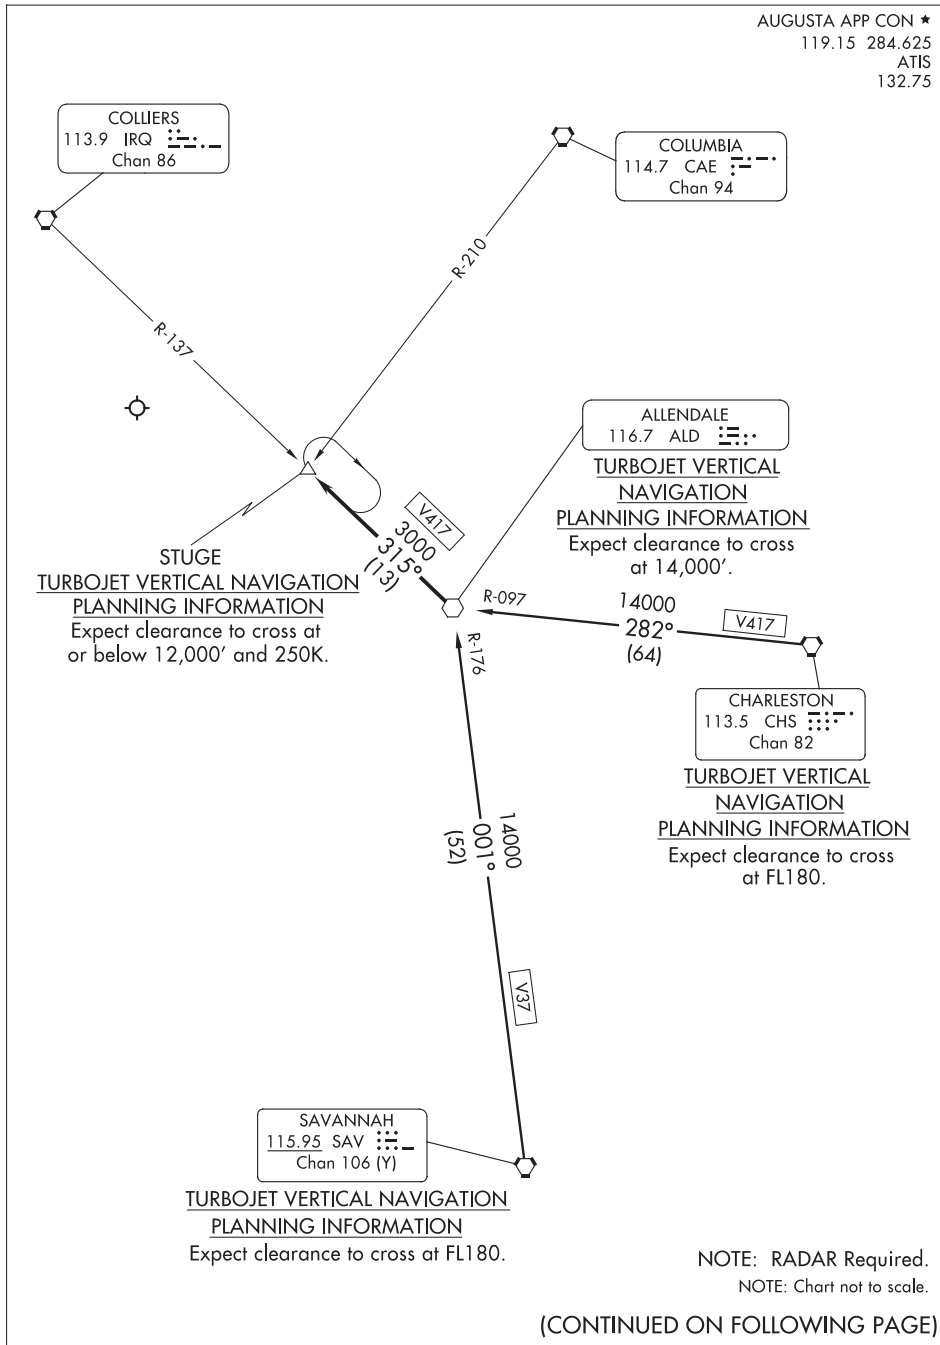 AUGUSTA APP CON ★
119.15 284.625
ATIS
132.75
COLLIERS
113.9 IRQ
Chan 86
COLUMBIA
114.7 CAE
Chan 94
R-210
R-137
ALLENDALE
116.7 ALD
TURBOJET VERTICAL
NAVIGATION
PLANNING INFORMATION
Expect clearance to cross
at 14,000′.
V417
3000
315°
(13)
STUGE
TURBOJET VERTICAL NAVIGATION
PLANNING INFORMATION
Expect clearance to cross at
or below 12,000′ and 250K.
R-097
14000
282°
(64)
V417
R-176
CHARLESTON
113.5 CHS
Chan 82
TURBOJET VERTICAL
NAVIGATION
PLANNING INFORMATION
Expect clearance to cross
at FL180.
14000
001°
(52)
V37
SAVANNAH
115.95 SAV
Chan 106 (Y)
TURBOJET VERTICAL NAVIGATION
PLANNING INFORMATION
Expect clearance to cross at FL180.
NOTE: RADAR Required.
NOTE: Chart not to scale.
(CONTINUED ON FOLLOWING PAGE)